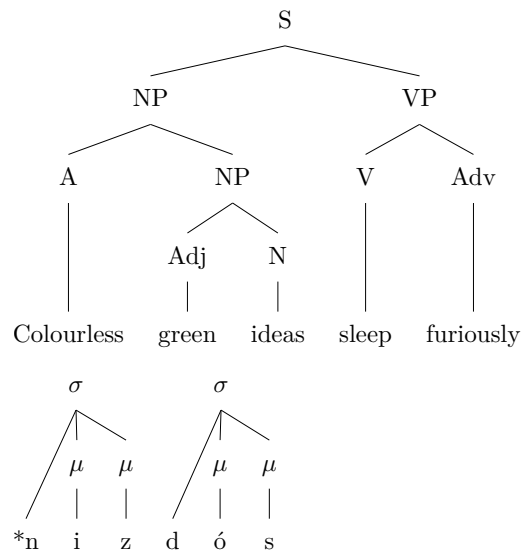 S
NP VP
A NP V Adv
Adj N
Colourless green ideas sleep furiously
σ σ
μ μ μ μ
*n i z d ó s